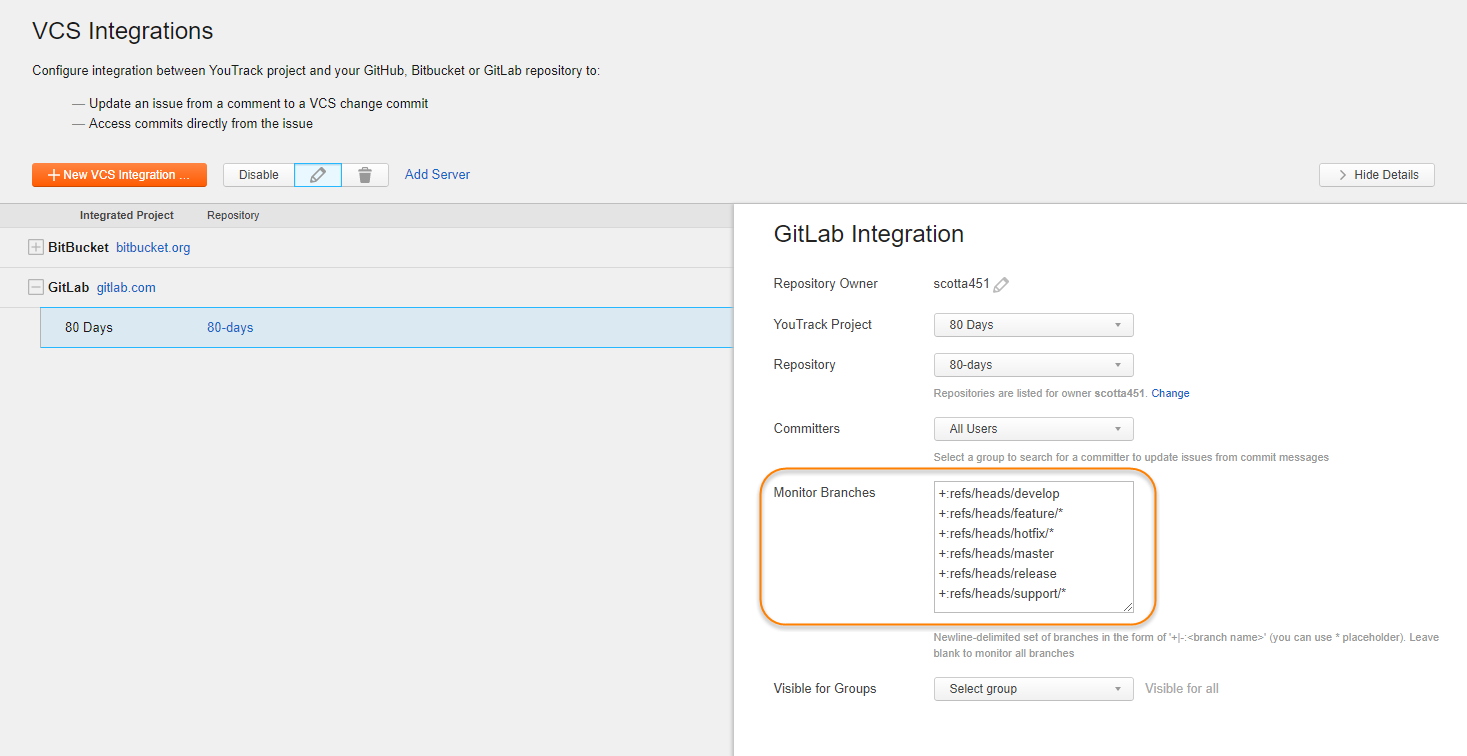 VCS Integrations
Configure integration between YouTrack project and your GitHub, Bitbucket or GitLab repository to:
— Update an issue from a comment to a VCS change commit
— Access commits directly from the issue
New VCS Integration ...
Disable
Add Server
Hide Details
Integrated Project Repository
BitBucket bitbucket.org
GitLab gitlab.com
80 Days 80-days
GitLab Integration
Repository Owner scotta451
YouTrack Project 80 Days
Repository 80-days
Repositories are listed for owner scotta451. Change
Committers All Users
Select a group to search for a committer to update issues from commit messages
Monitor Branches +:refs/heads/develop
+:refs/heads/feature/*
+:refs/heads/hotfix/*
+:refs/heads/master
+:refs/heads/release
+:refs/heads/support/*
Newline-delimited set of branches in the form of '+|-:<branch name>' (you can use * placeholder). Leave
blank to monitor all branches
Visible for Groups Select group Visible for all